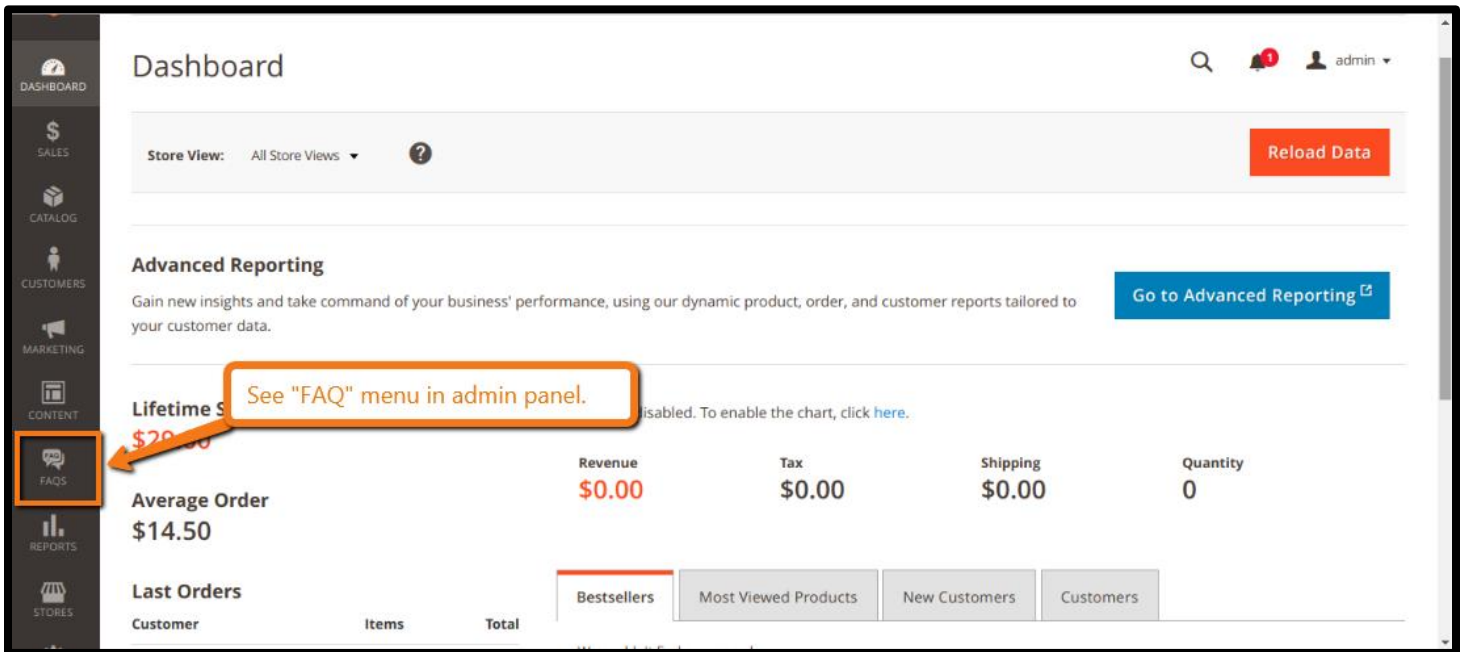 Dashboard
1
admin
DASHBOARD
SALES
Store View: All Store Views ?
Reload Data
CATALOG
Advanced Reporting
CUSTOMERS
Gain new insights and take command of your business' performance, using our dynamic product, order, and customer reports tailored to
your customer data.
Go to Advanced Reporting
MARKETING
See "FAQ" menu in admin panel.
CONTENT
Lifetime S
disabled. To enable the chart, click here.
FAQ
FAQS
Revenue Tax Shipping Quantity
$0.00 $0.00 $0.00 0
Average Order
$14.50
REPORTS
Last Orders
Bestsellers Most Viewed Products New Customers Customers
STORES
Customer Items Total